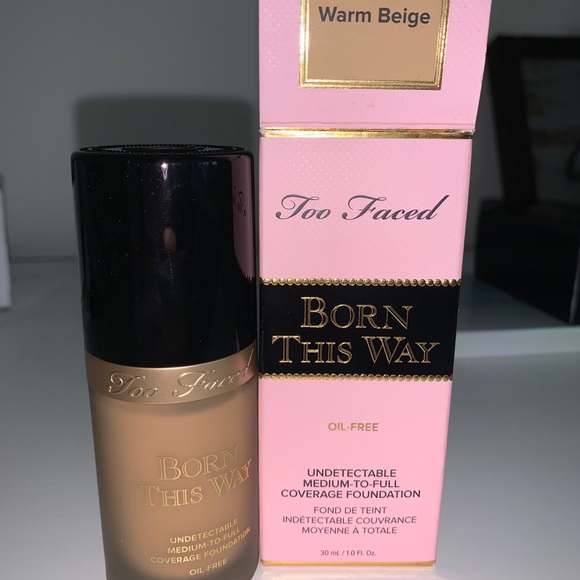 Warm Beige
Too Faced
BORN
THIS WAY
OIL-FREE
UNDETECTABLE
MEDIUM-TO-FULL
COVERAGE FOUNDATION
FOND DE TEINT
INDÉTECTABLE COUVRANCE
MOYENNE À TOTALE
30 mL / 1.0 Fl. Oz.
Too Faced
BORN
THIS WAY
UNDETECTABLE
MEDIUM-TO-FULL
COVERAGE FOUNDATION
OIL-FREE